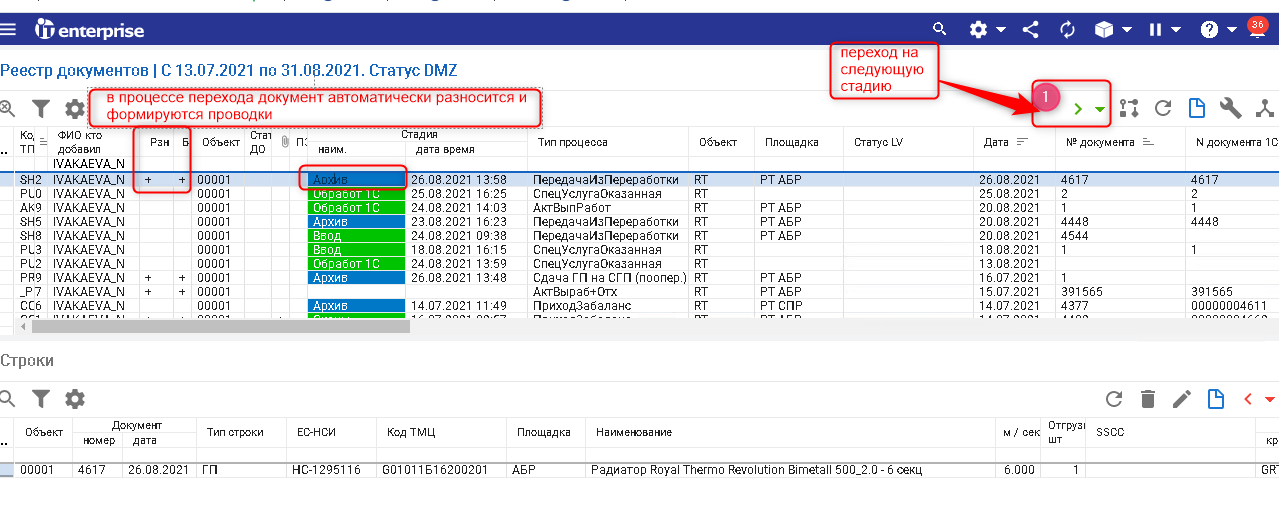 enterprise
36
переход на
следующую
стадию
Реестр документов | С 13.07.2021 по 31.08.2021. Статус DMZ
в процессе перехода документ автоматически разносится и
формируются проводки
1
Ко, ТП ФИО кто добавил Рзн Б Объект Стат ДО ПЗ Стадия наим. дата время Тип процесса Объект Площадка Статус LV Дата № документа N документа 1С
IVAKAEVA_N
SH2 IVAKAEVA_N + + 00001 Архив 26.08.2021 13:58 ПередачаИзПереработки RT РТ АБР 26.08.2021 4617 4617
PL0 IVAKAEVA_N 00001 Обработ 1С 25.08.2021 16:25 СпецУслугаОказанная RT 25.08.2021 2 2
AK9 IVAKAEVA_N 00001 Обработ 1С 24.08.2021 14:03 АктВыпРабот RT РТ АБР 20.08.2021 1 1
SH5 IVAKAEVA_N 00001 Архив 23.08.2021 16:23 ПередачаИзПереработки RT РТ АБР 20.08.2021 4448 4448
SH8 IVAKAEVA_N 00001 Ввод 24.08.2021 09:38 ПередачаИзПереработки RT РТ АБР 20.08.2021 4544
PL3 IVAKAEVA_N 00001 Ввод 18.08.2021 16:15 СпецУслугаОказанная RT 18.08.2021 1 1
PL2 IVAKAEVA_N 00001 Обработ 1С 24.08.2021 13:59 СпецУслугаОказанная RT 13.08.2021
PR9 IVAKAEVA_N + + 00001 Архив 26.08.2021 13:48 Сдача ГП на СГП (поопер.) RT РТ АБР 16.07.2021 1
_P7 IVAKAEVA_N + + 00001 АктВыраб+Отх RT РТ АБР 15.07.2021 391565 391565
CC6 IVAKAEVA_N 00001 Архив 14.07.2021 11:49 ПриходЗабаланс RT РТ СПР 14.07.2021 4377 00000004611
Строки
Объект Документ номер дата Тип строки ЕС-НСИ Код ТМЦ Площадка Наименование м / сек Отгрузк шт SSCC кр
00001 4617 26.08.2021 ГП НС-1295116 G01011Б16200201 АБР Радиатор Royal Thermo Revolution Bimetall 500_2.0 - 6 секц 6.000 1 GRT